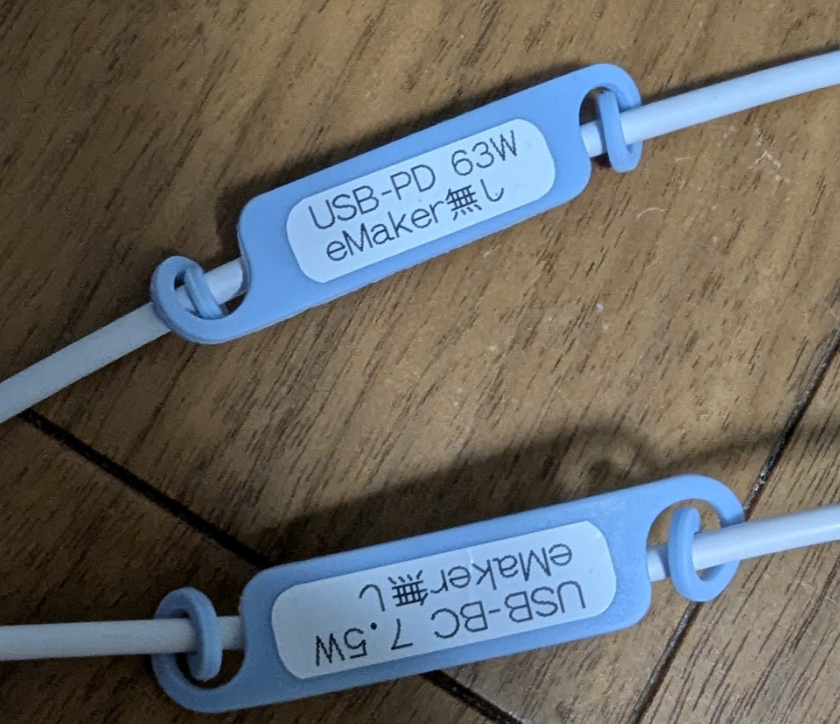 USB-PD 63W
eMaker無し
USB-BC 7.5W
eMaker無し